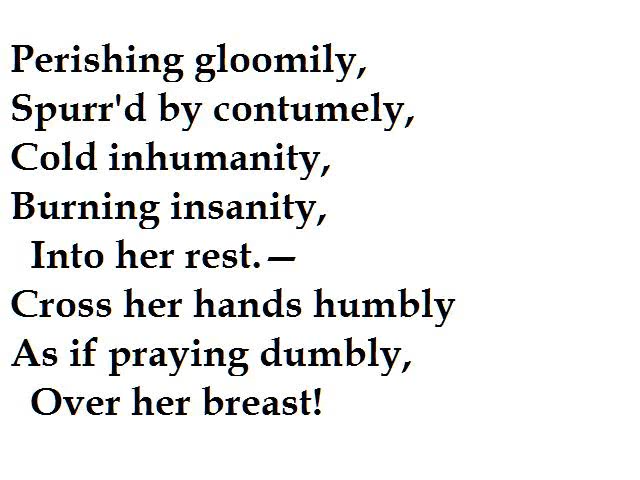 Perishing gloomily,
Spurr'd by contumely,
Cold inhumanity,
Burning insanity,
Into her rest.—
Cross her hands humbly
As if praying dumbly,
Over her breast!